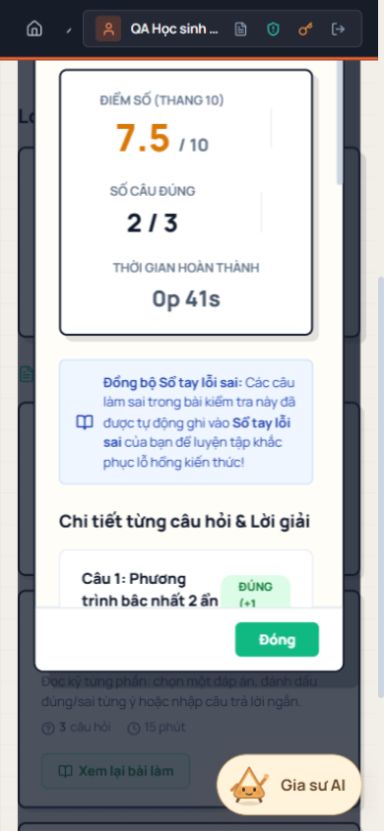 QA Học sinh ...
ĐIỂM SỐ (THANG 10)
7.5 / 10
SỐ CÂU ĐÚNG
2 / 3
THỜI GIAN HOÀN THÀNH
0p 41s
Đồng bộ Sổ tay lỗi sai: Các câu
làm sai trong bài kiểm tra này đã
được tự động ghi vào Sổ tay lỗi
sai của bạn để luyện tập khắc
phục lỗ hổng kiến thức!
Chi tiết từng câu hỏi & Lời giải
Câu 1: Phương
trình bậc nhất 2 ẩn
ĐÚNG
(+1
Đóng
Đọc kỹ từng phần: chọn một đáp án, đánh dấu
đúng/sai từng ý hoặc nhập câu trả lời ngắn.
3 câu hỏi 15 phút
Xem lại bài làm
Gia sư AI